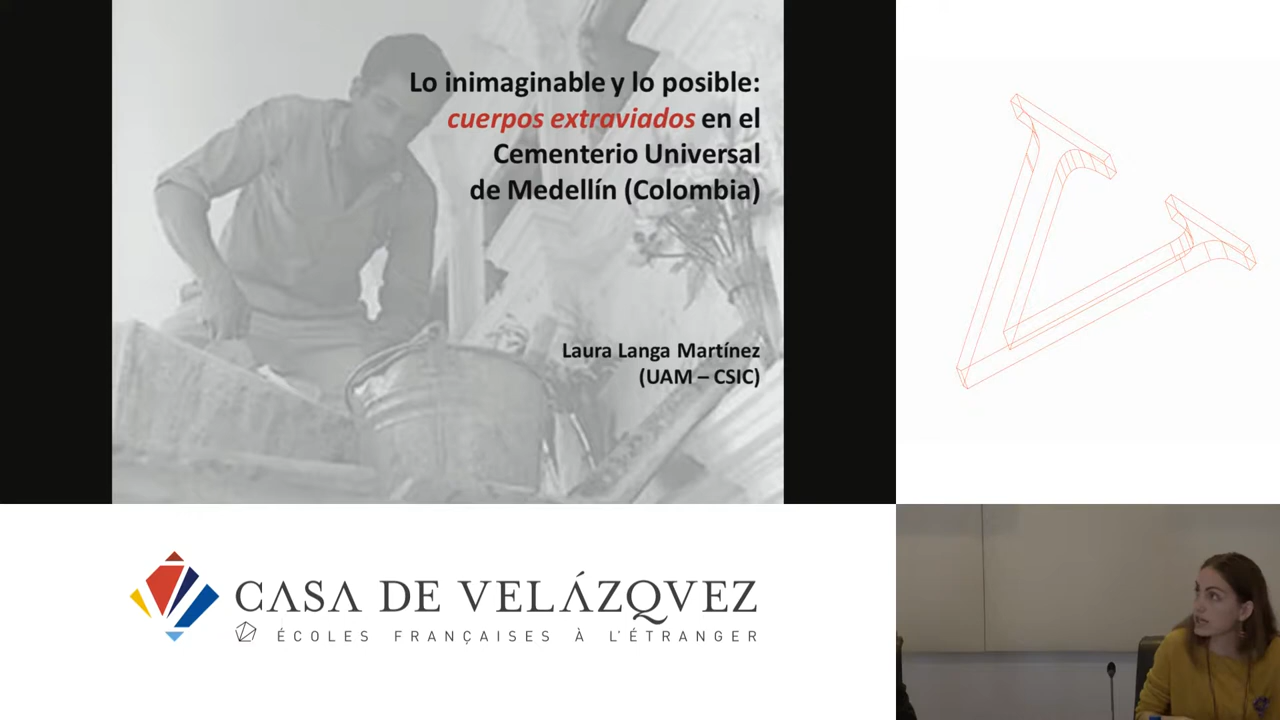 Lo inimaginable y lo posible:
cuerpos extraviados en el
Cementerio Universal
de Medellín (Colombia)
Laura Langa Martínez
(UAM – CSIC)
CASA DE VELÁZQVEZ
ÉCOLES FRANÇAISES À L'ÉTRANGER